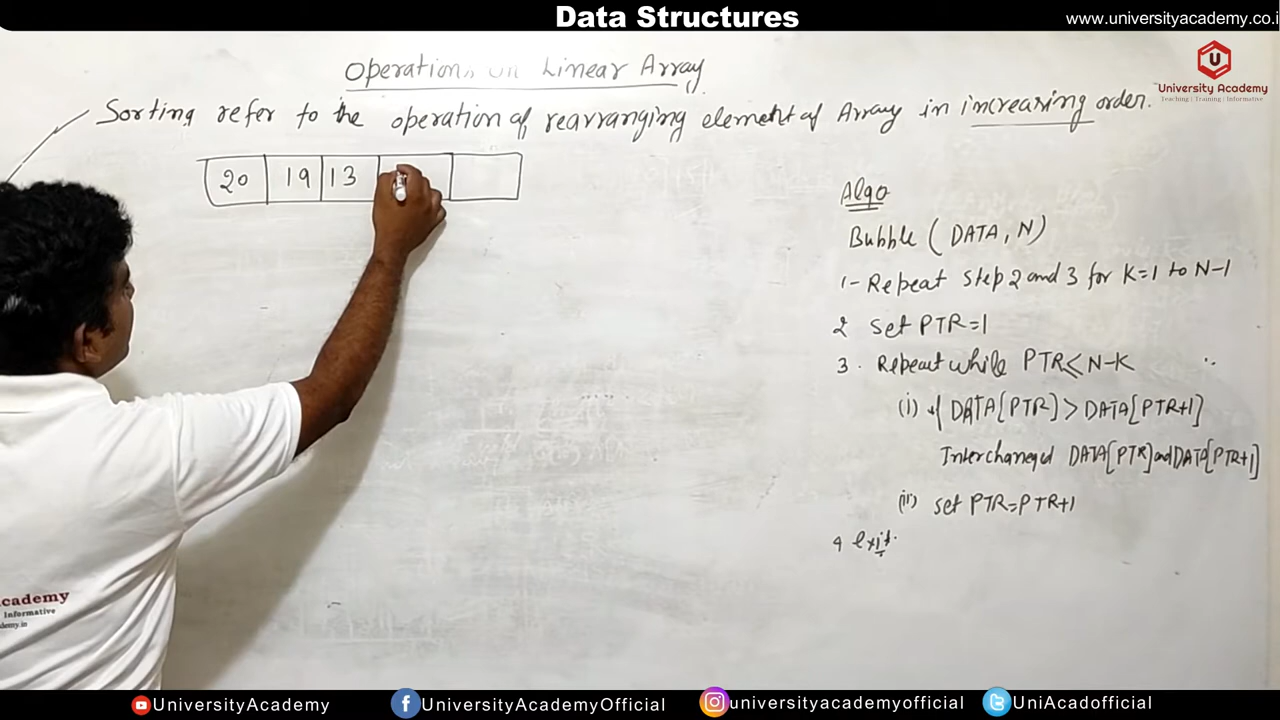 Data Structures
www.universityacademy.co.i
University Academy
Teaching | Training | Informative
Operations on Linear Array
Sorting refer to the operation of rearranging element of Array in increasing order.
20 19 13
Algo
Bubble (DATA, N)
1- Repeat Step 2 and 3 for K=1 to N-1
2 Set PTR=1
3. Repeat while PTR≤N-K
(i) if DATA[PTR] > DATA[PTR+1]
Interchanged DATA[PTR] and DATA[PTR+1]
(ii) set PTR=PTR+1
4 exit.
cademy
Informative
demy.in
UniversityAcademy
UniversityAcademyOfficial
universityacademyofficial
UniAcadofficial